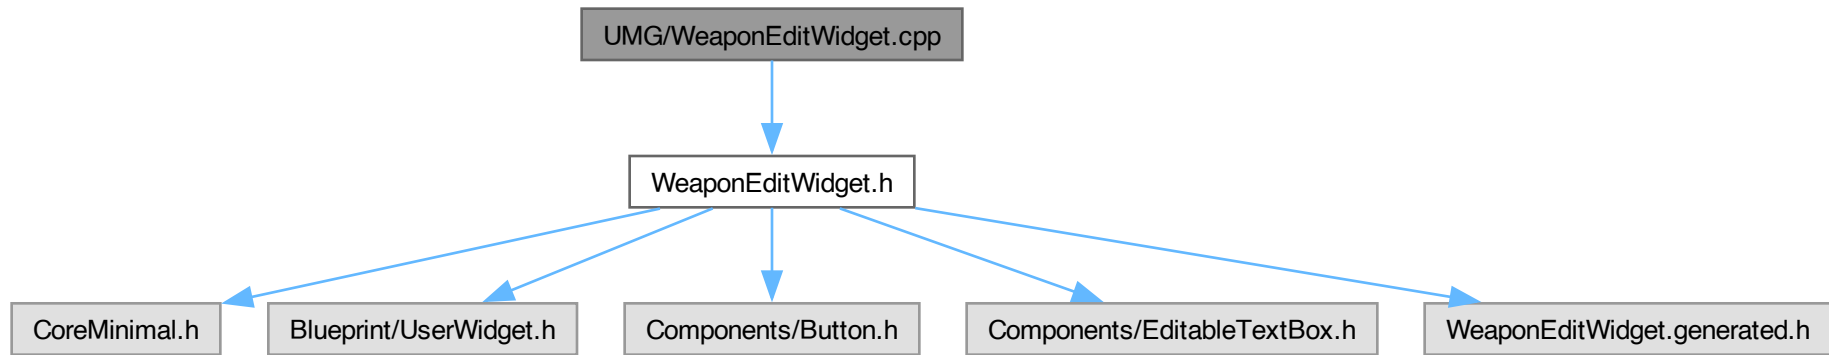 UMG/WeaponEditWidget.cpp
WeaponEditWidget.h
CoreMinimal.h
Blueprint/UserWidget.h
Components/Button.h
Components/EditableTextBox.h
WeaponEditWidget.generated.h